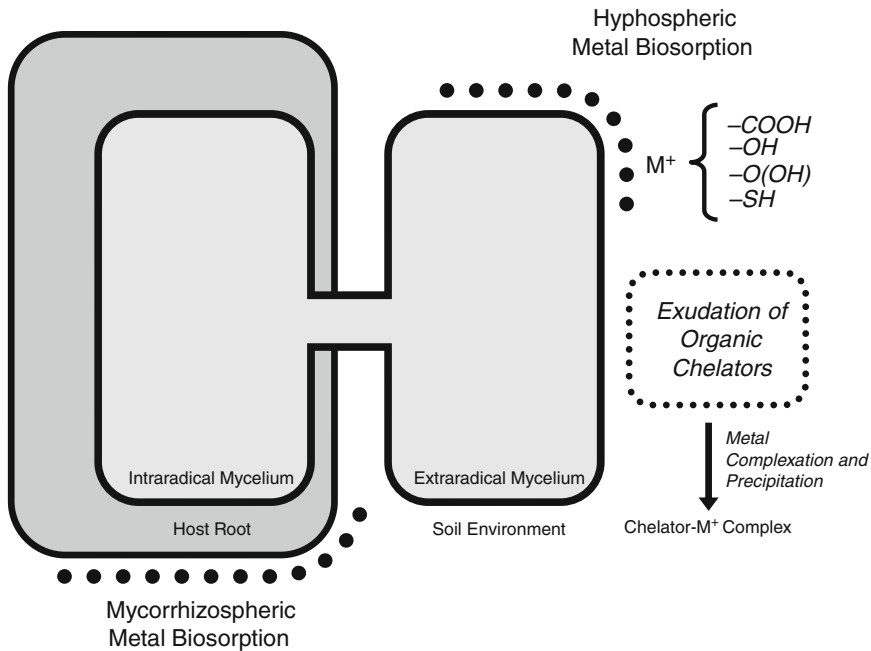 Hyphospheric
Metal Biosorption
M⁺
–COOH
–OH
–O(OH)
–SH
Exudation of
Organic
Chelators
Metal
Complexation and
Precipitation
Chelator-M⁺ Complex
Intraradical Mycelium
Extraradical Mycelium
Host Root
Soil Environment
Mycorrhizospheric
Metal Biosorption